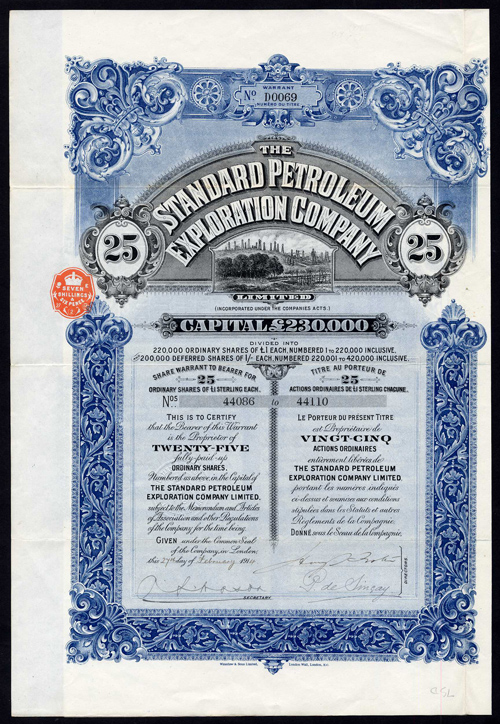 WARRANT
No D0069
NUMÉRO DU TITRE
THE
STANDARD PETROLEUM
EXPLORATION COMPANY
25
25
LIMITED
(INCORPORATED UNDER THE COMPANIES ACTS.)
SEVEN
SHILLINGS
SIX PENCE
CAPITAL £230,000
DIVIDED INTO
220,000 ORDINARY SHARES OF £1 EACH, NUMBERED 1 TO 220,000 INCLUSIVE.
200,000 DEFERRED SHARES OF 1/- EACH, NUMBERED 220,001 TO 420,000 INCLUSIVE.
SHARE WARRANT TO BEARER FOR
25
ORDINARY SHARES OF £1 STERLING EACH.
TITRE AU PORTEUR DE
25
ACTIONS ORDINAIRES DE £1 STERLING CHACUNE.
Nos 44086 to 44110
THIS IS TO CERTIFY
that the Bearer of this Warrant
is the Proprietor of
TWENTY-FIVE
fully-paid-up
ORDINARY SHARES,
Numbered as above, in the Capital of
THE STANDARD PETROLEUM
EXPLORATION COMPANY LIMITED,
subject to the Memorandum and Articles
of Association and other Regulations
of the Company for the time being.
GIVEN under the Common Seal
of the Company, in London,
this 27th day of February 1914
SECRETARY.
LE PORTEUR DU PRÉSENT TITRE
est Propriétaire de
VINGT-CINQ
ACTIONS ORDINAIRES
entièrement libérées de
THE STANDARD PETROLEUM
EXPLORATION COMPANY LIMITED,
portant les numéros indiqués
ci-dessus et soumises aux conditions
stipulées dans les Statuts et autres
Règlements de la Compagnie.
DONNÉ sous le Sceau de la Compagnie.
DIRECTORS
London Wall, London, E.C.